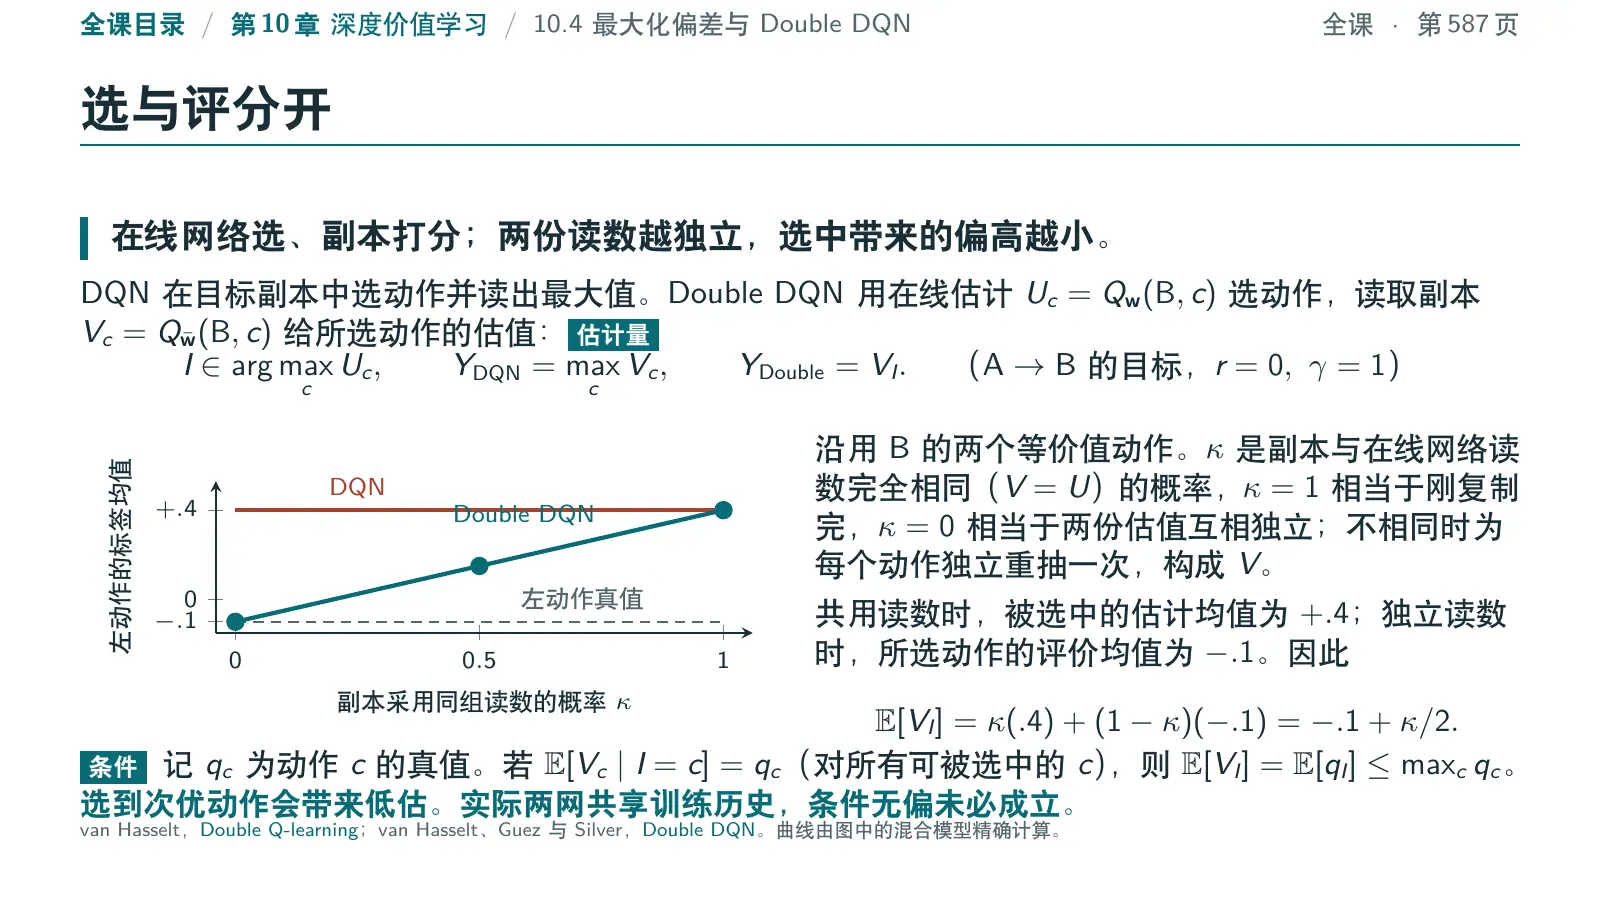 全课目录 / 第 10 章 深度价值学习 / 10.4 最大化偏差与 Double DQN
全课 · 第 587 页
选与评分开
在线网络选、副本打分；两份读数越独立，选中带来的偏高越小。
DQN 在目标副本中选动作并读出最大值。Double DQN 用在线估计 U_c = Q_w(B, c) 选动作，读取副本
V_c = Q_w̄(B, c) 给所选动作的估值： 估计量
I ∈ arg max_c U_c, Y_DQN = max_c V_c, Y_Double = V_I. （A → B 的目标，r = 0, γ = 1）
左动作的标签均值
+.4
0
−.1
DQN
Double DQN
左动作真值
0 0.5 1
副本采用同组读数的概率 κ
沿用 B 的两个等价值动作。κ 是副本与在线网络读
数完全相同（V = U）的概率，κ = 1 相当于刚复制
完，κ = 0 相当于两份估值互相独立；不相同时为
每个动作独立重抽一次，构成 V。
共用读数时，被选中的估计均值为 +.4；独立读数
时，所选动作的评价均值为 −.1。因此
𝔼[V_I] = κ(.4) + (1 − κ)(−.1) = −.1 + κ/2.
条件 记 q_c 为动作 c 的真值。若 𝔼[V_c | I = c] = q_c（对所有可被选中的 c），则 𝔼[V_I] = 𝔼[q_I] ≤ max_c q_c。
选到次优动作会带来低估。实际两网共享训练历史，条件无偏未必成立。
van Hasselt，Double Q-learning；van Hasselt、Guez 与 Silver，Double DQN。曲线由图中的混合模型精确计算。